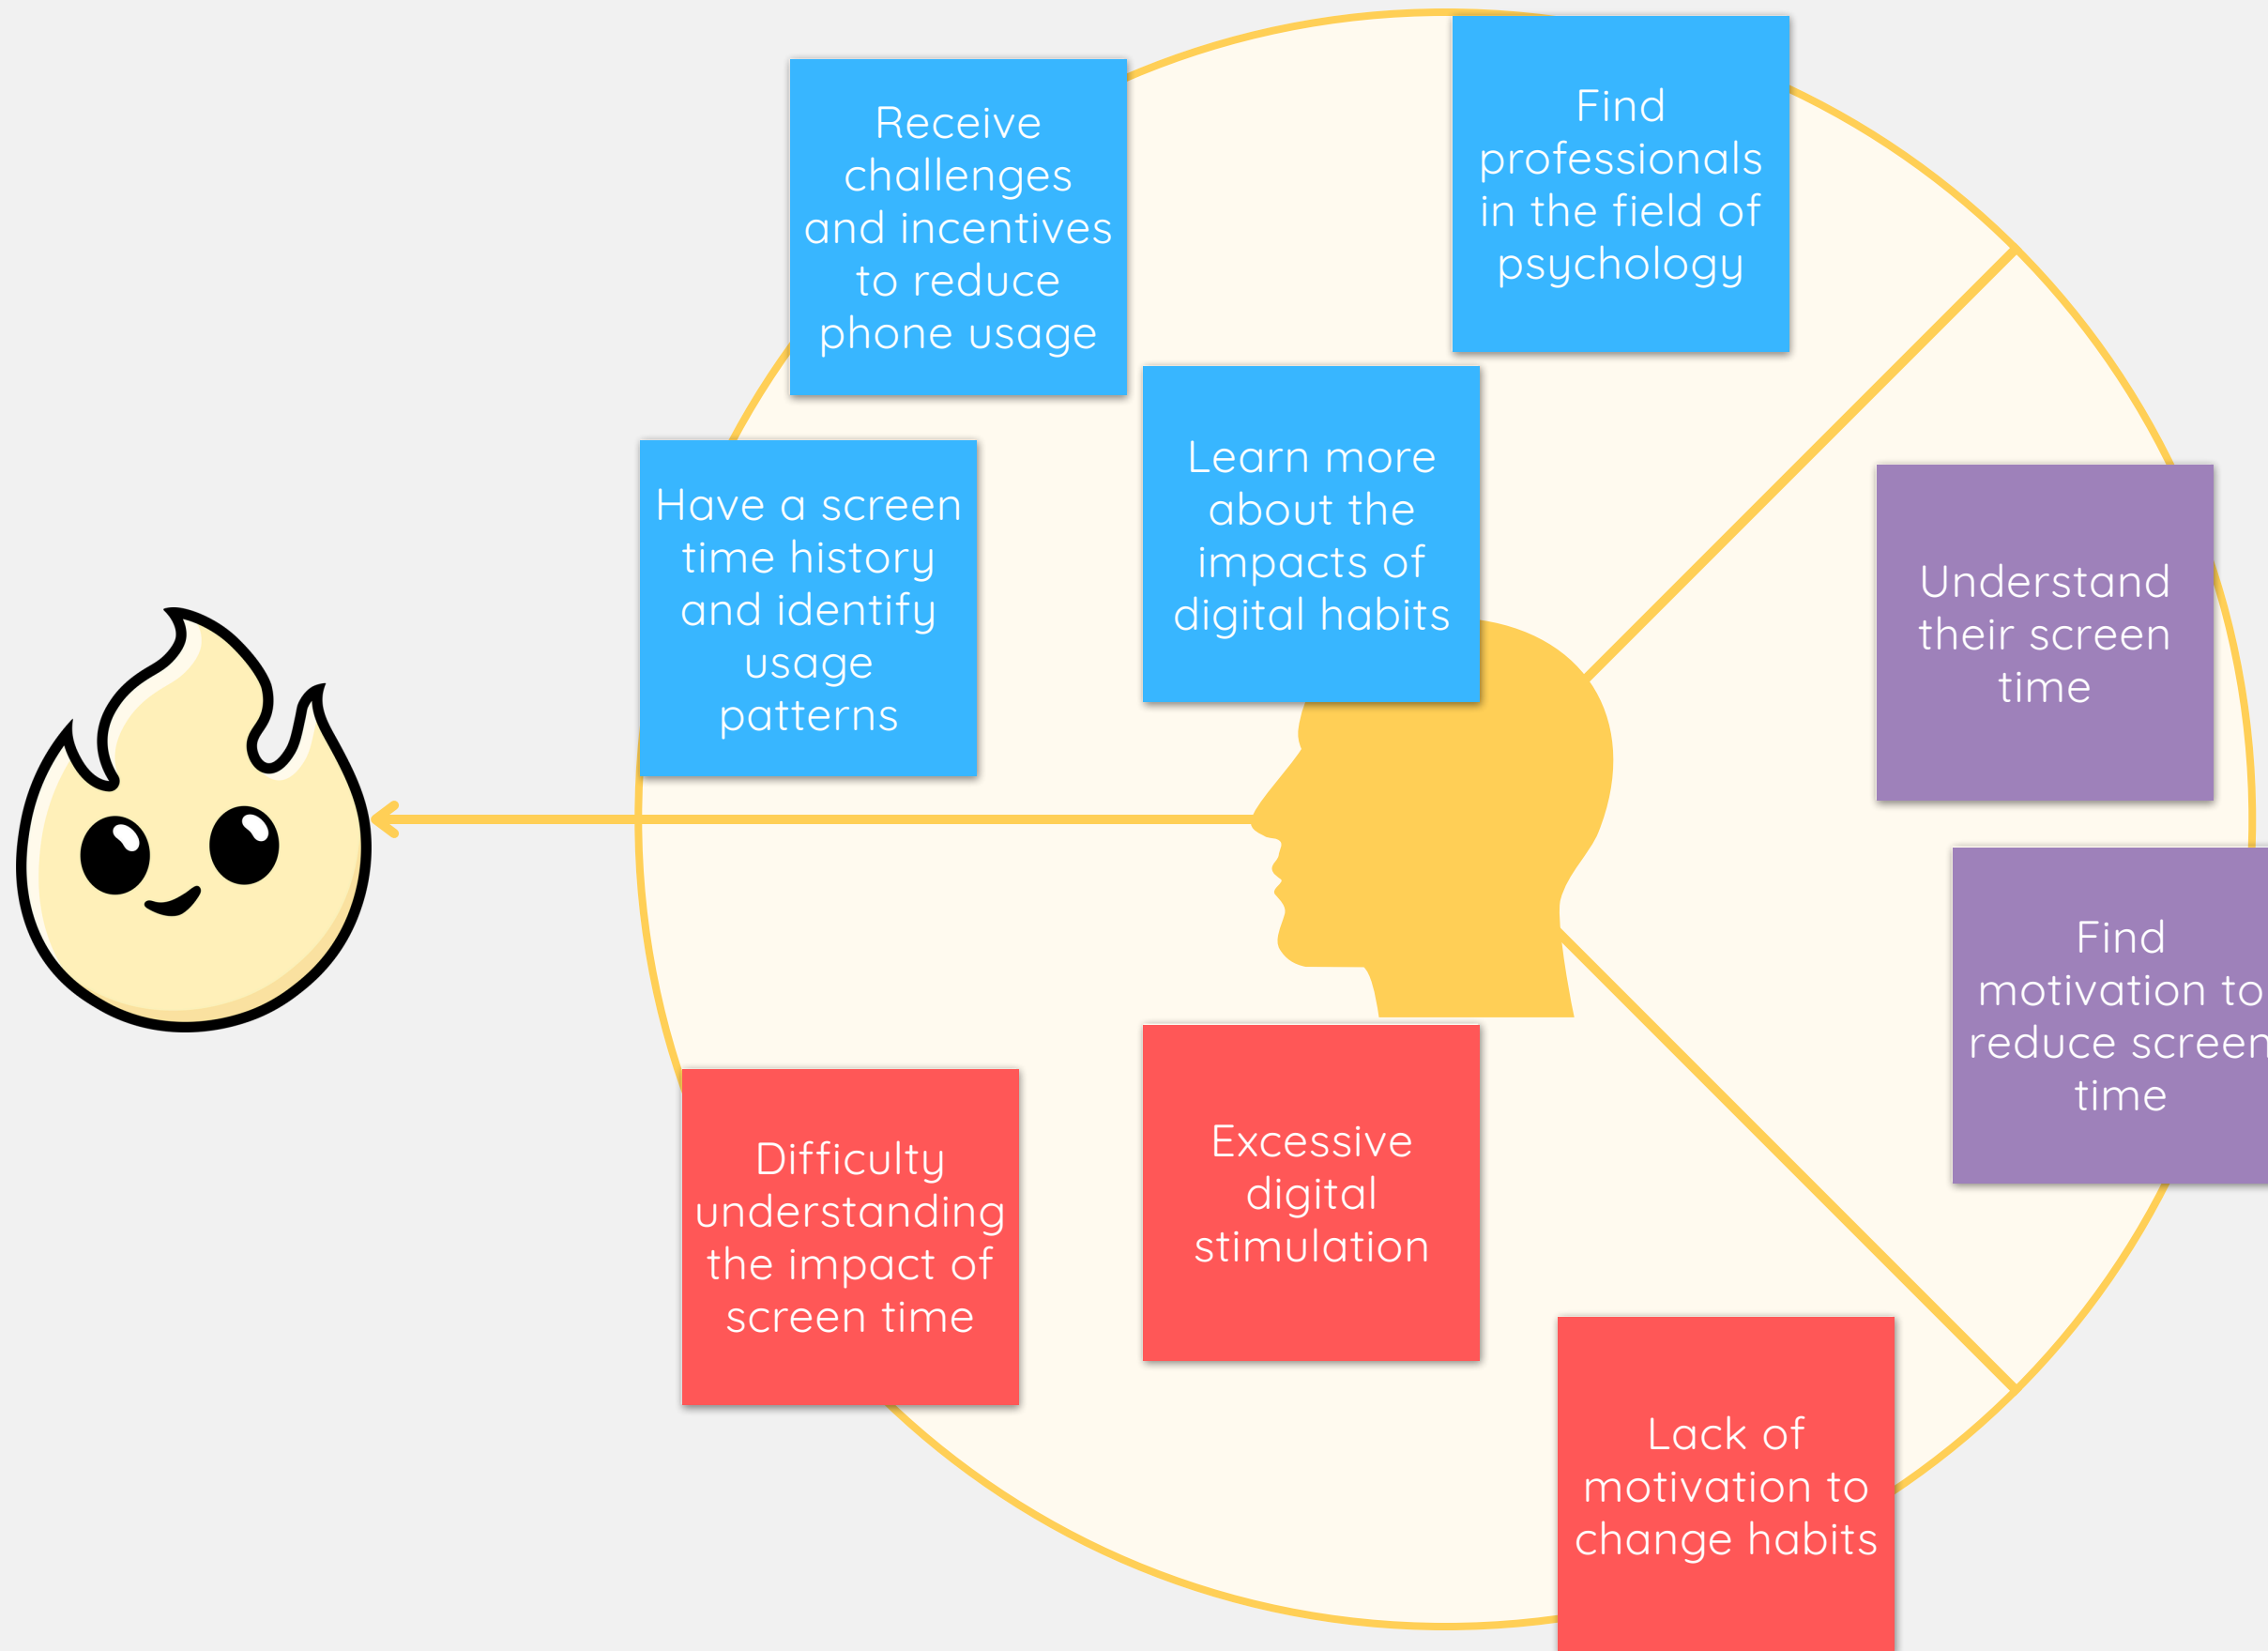 Receive
challenges
and incentives
to reduce
phone usage
Find
professionals
in the field of
psychology
Learn more
about the
impacts of
digital habits
Have a screen
time history
and identify
usage
patterns
Understand
their screen
time
Find
motivation to
reduce screen
time
Difficulty
understanding
the impact of
screen time
Excessive
digital
stimulation
Lack of
motivation to
change habits